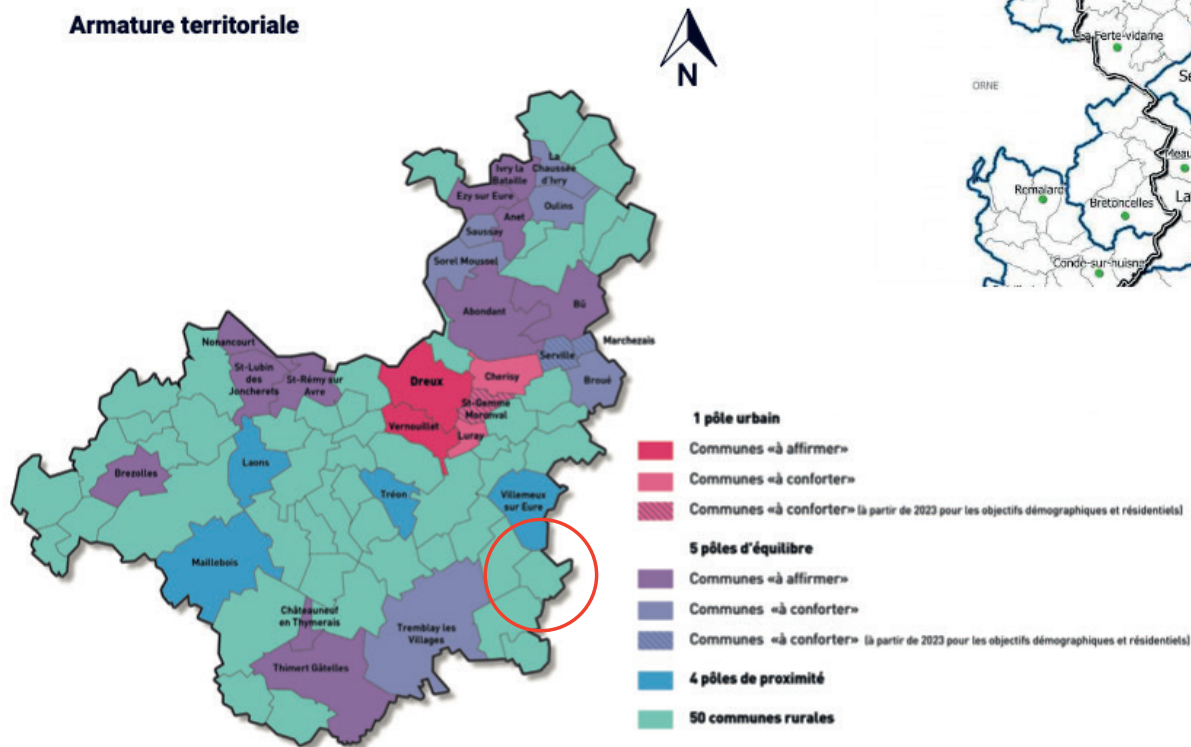 Armature territoriale
N
La Ferte-vidame
ORNE
Remalard
Bretoncelles
La
Condé-sur-huisne
Ivry la
Bataille
La
Chaussée
d'Ivry
Ezy sur Eure
Oulins
Anet
Saussay
Sorel Moussel
Abondant
Bû
Marchezais
Serville
Broué
Nonancourt
St-Lubin
des
Joncherets
St-Rémy sur
Avre
Dreux
Cherisy
St-Gemme
Moronval
Vernouillet
Luray
Brezolles
Laons
Tréon
Villemeux
sur Eure
Maillebois
Châteauneuf
en Thymerais
Tremblay les
Villages
Thimert Gâtelles
1 pôle urbain
Communes «à affirmer»
Communes «à conforter»
Communes «à conforter» (à partir de 2023 pour les objectifs démographiques et résidentiels)
5 pôles d'équilibre
Communes «à affirmer»
Communes «à conforter»
Communes «à conforter» (à partir de 2023 pour les objectifs démographiques et résidentiels)
4 pôles de proximité
50 communes rurales